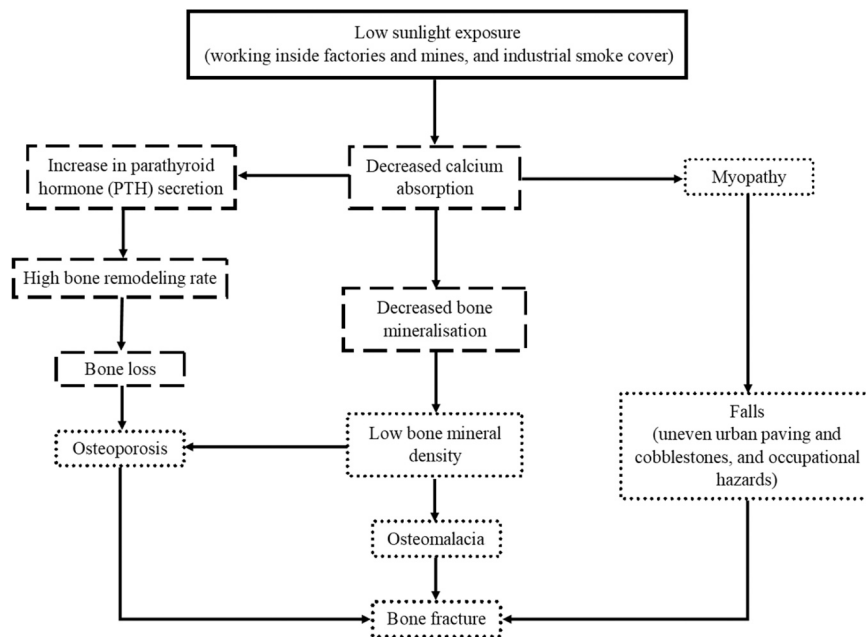 Low sunlight exposure
(working inside factories and mines, and industrial smoke cover)
Increase in parathyroid
hormone (PTH) secretion
Decreased calcium
absorption
Myopathy
High bone remodeling rate
Decreased bone
mineralisation
Bone loss
Falls
(uneven urban paving and
cobblestones, and occupational
hazards)
Osteoporosis
Low bone mineral
density
Osteomalacia
Bone fracture